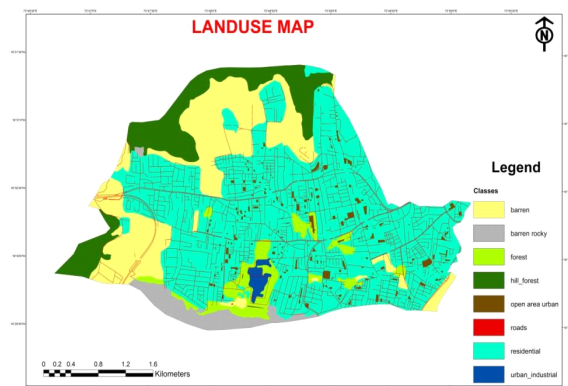 LANDUSE MAP
N
Legend
Classes
barren
barren rocky
forest
hill_forest
open area urban
roads
residential
urban_industrial
0 0.2 0.4 0.8 1.2 1.6
Kilometers